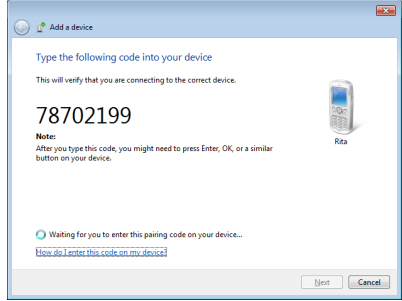 Add a device
Type the following code into your device
This will verify that you are connecting to the correct device.
78702199
Note:
After you type this code, you might need to press Enter, OK, or a similar
button on your device.
Rita
Waiting for you to enter this pairing code on your device...
How do I enter this code on my device?
Next Cancel